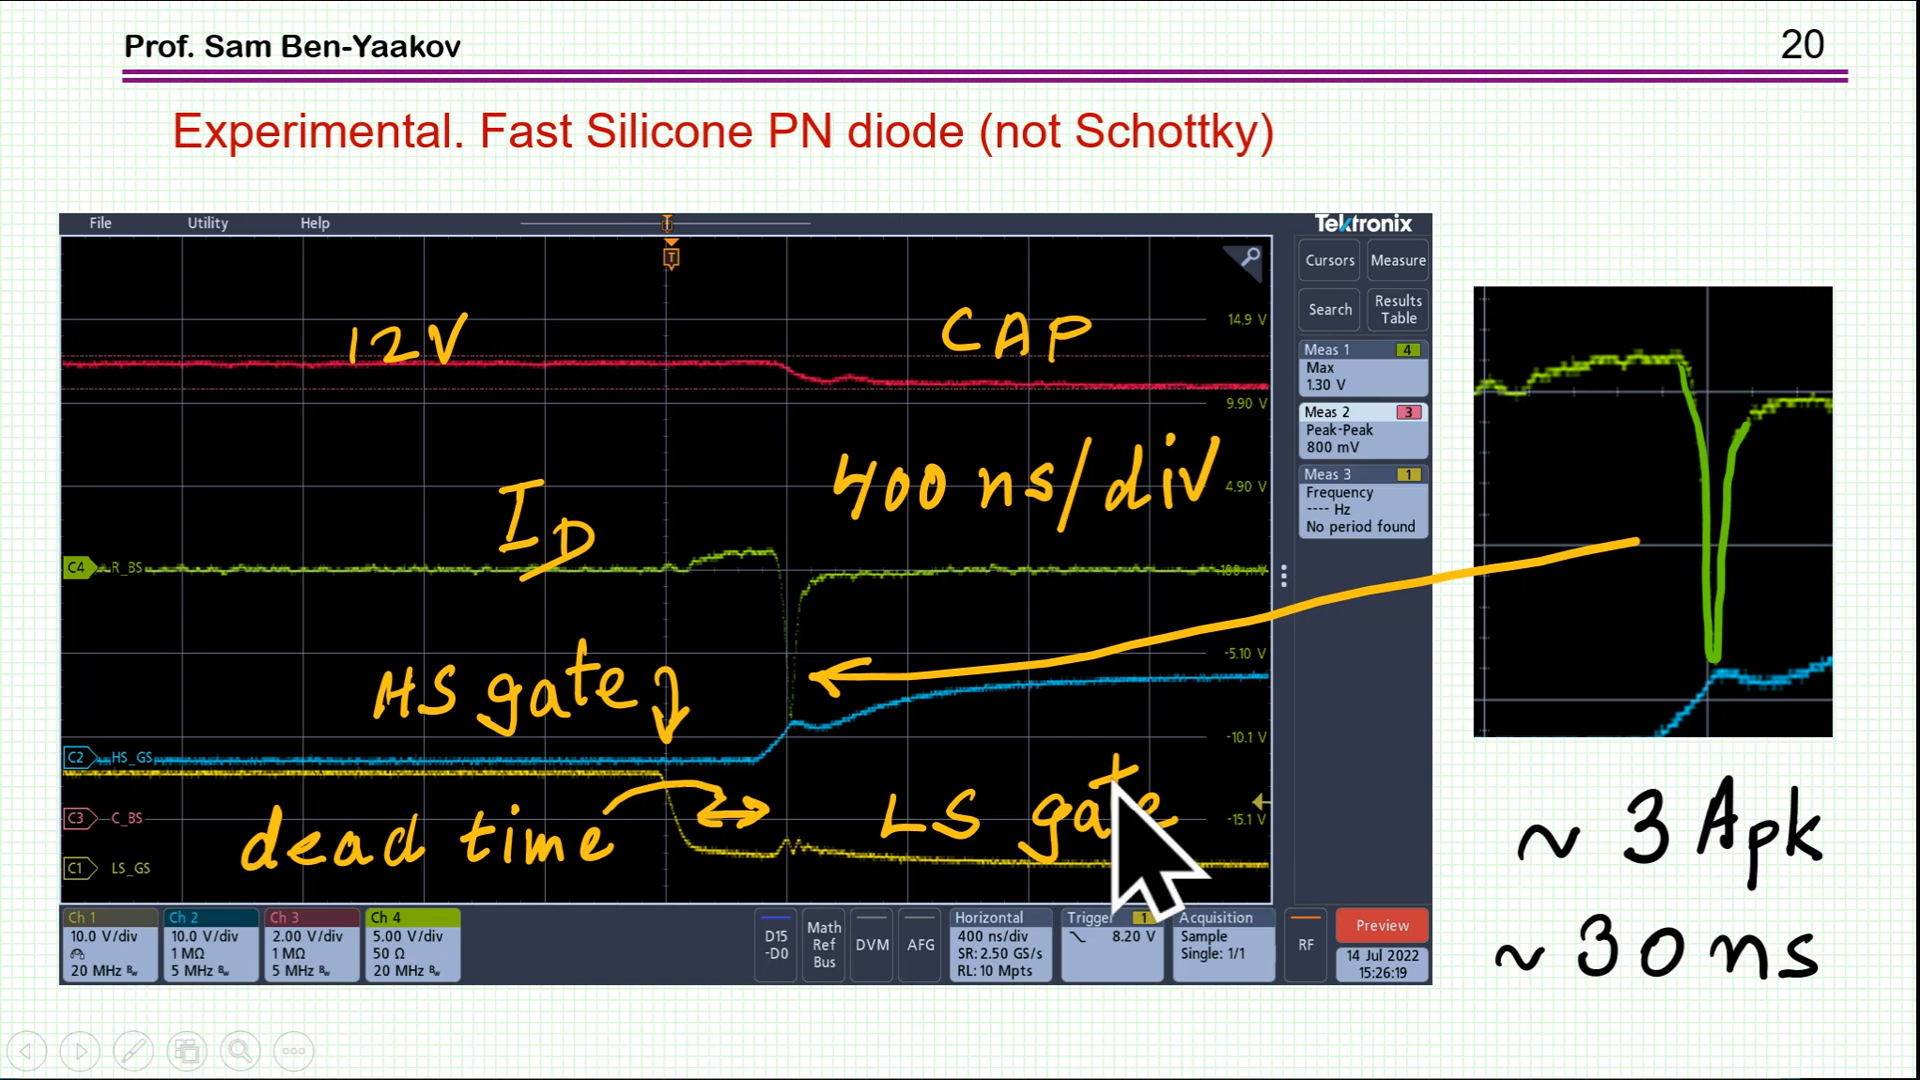 Prof. Sam Ben-Yaakov
20
Experimental. Fast Silicone PN diode (not Schottky)
File Utility Help
Tektronix
T
T
Cursors Measure
Search Results Table
Meas 1 4
Max
1.30 V
Meas 2 3
Peak-Peak
800 mV
Meas 3 1
Frequency
---- Hz
No period found
14.9 V
9.90 V
4.90 V
-5.10 V
-10.1 V
-15.1 V
12V
CAP
400 ns/div
ID
HS gate
dead time
LS gate
C4 R_BS
C2 HS_GS
C3 C_BS
C1 LS_GS
~ 3 Apk
~ 30 ns
Ch 1
10.0 V/div
20 MHz Bw
Ch 2
10.0 V/div
1 MΩ
5 MHz Bw
Ch 3
2.00 V/div
1 MΩ
5 MHz Bw
Ch 4
5.00 V/div
50 Ω
20 MHz Bw
D15
-D0
Math
Ref
Bus
DVM
AFG
Horizontal
400 ns/div
SR: 2.50 GS/s
RL: 10 Mpts
Trigger 1
8.20 V
Acquisition
Sample
Single: 1/1
RF
Preview
14 Jul 2022
15:26:19